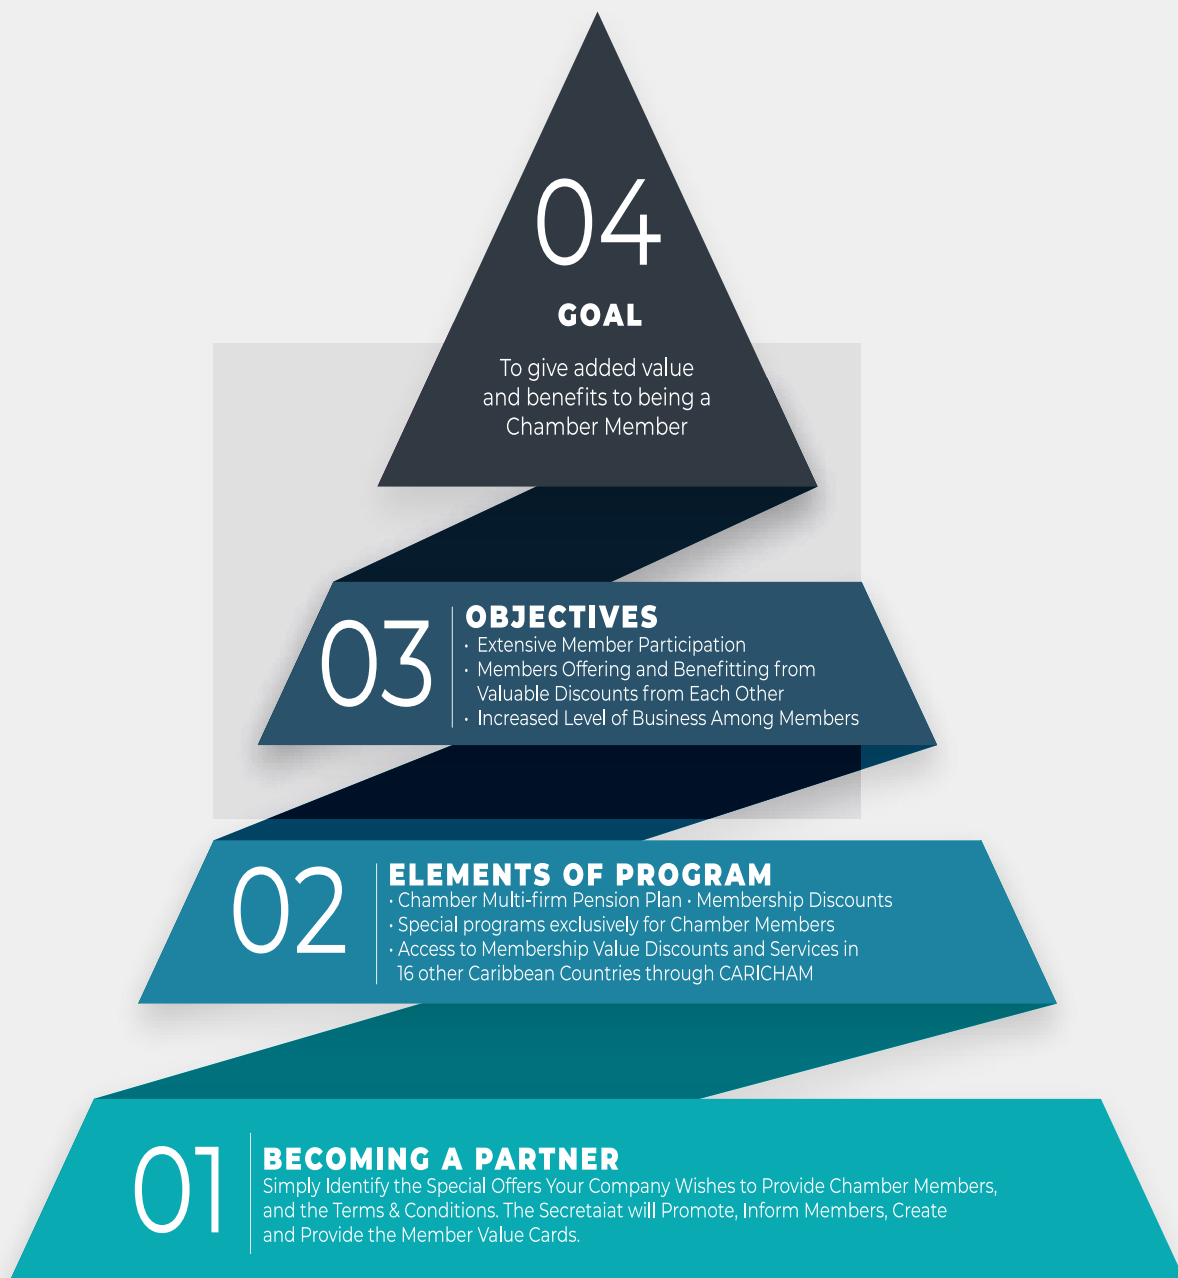 04
GOAL
To give added value
and benefits to being a
Chamber Member
03
OBJECTIVES
· Extensive Member Participation
· Members Offering and Benefitting from
Valuable Discounts from Each Other
· Increased Level of Business Among Members
02
ELEMENTS OF PROGRAM
· Chamber Multi-firm Pension Plan · Membership Discounts
· Special programs exclusively for Chamber Members
· Access to Membership Value Discounts and Services in
16 other Caribbean Countries through CARICHAM
01
BECOMING A PARTNER
Simply Identify the Special Offers Your Company Wishes to Provide Chamber Members,
and the Terms & Conditions. The Secretaiat will Promote, Inform Members, Create
and Provide the Member Value Cards.